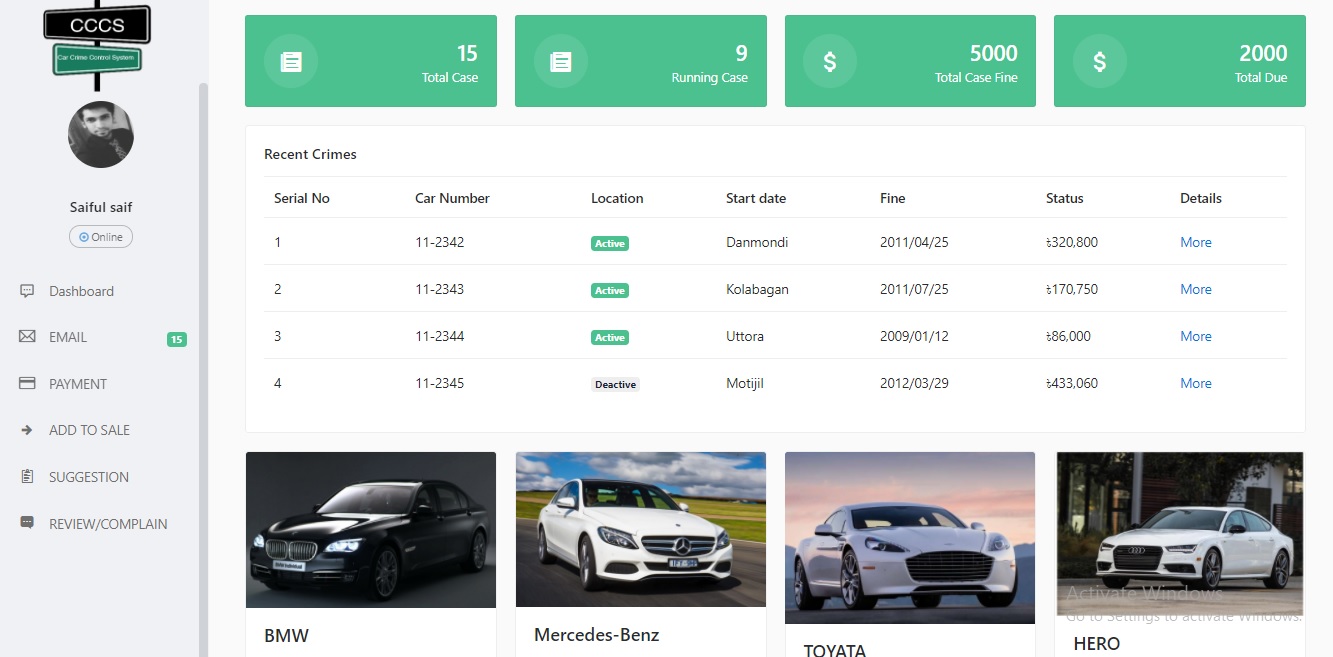 CCCS
Car Crime Control System
Saiful saif
Online
Dashboard
EMAIL 15
PAYMENT
ADD TO SALE
SUGGESTION
REVIEW/COMPLAIN
15
Total Case
9
Running Case
5000
Total Case Fine
2000
Total Due
Recent Crimes
Serial No Car Number Location Start date Fine Status Details
1 11-2342 Active Danmondi 2011/04/25 ৳320,800 More
2 11-2343 Active Kolabagan 2011/07/25 ৳170,750 More
3 11-2344 Active Uttora 2009/01/12 ৳86,000 More
4 11-2345 Deactive Motijil 2012/03/29 ৳433,060 More
BMW
Mercedes-Benz
TOYATA
HERO
Activate Windows
Go to Settings to activate Windows.